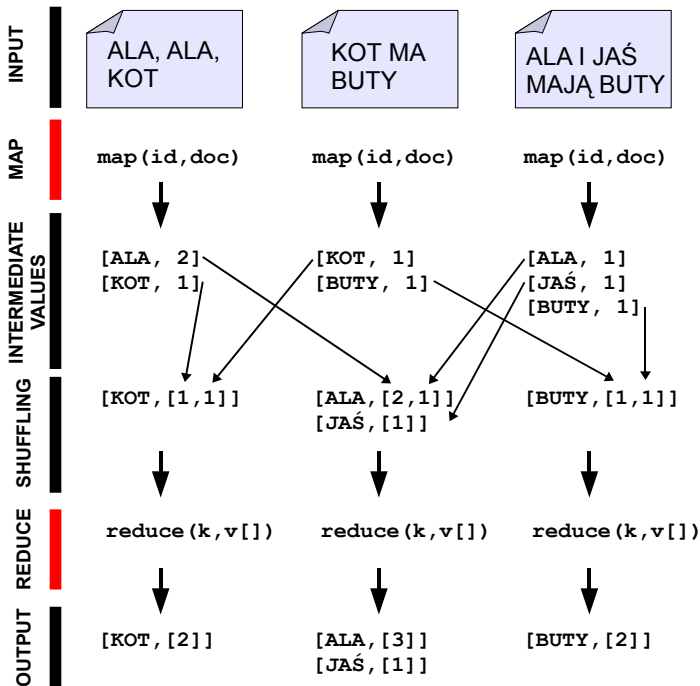 INPUT
ALA, ALA,
KOT
KOT MA
BUTY
ALA I JAŚ
MAJĄ BUTY
MAP
map(id,doc)
map(id,doc)
map(id,doc)
INTERMEDIATE
VALUES
[ALA, 2]
[KOT, 1]
[KOT, 1]
[BUTY, 1]
[ALA, 1]
[JAŚ, 1]
[BUTY, 1]
SHUFFLING
[KOT,[1,1]]
[ALA,[2,1]]
[JAŚ,[1]]
[BUTY,[1,1]]
REDUCE
reduce(k,v[])
reduce(k,v[])
reduce(k,v[])
OUTPUT
[KOT,[2]]
[ALA,[3]]
[JAŚ,[1]]
[BUTY,[2]]